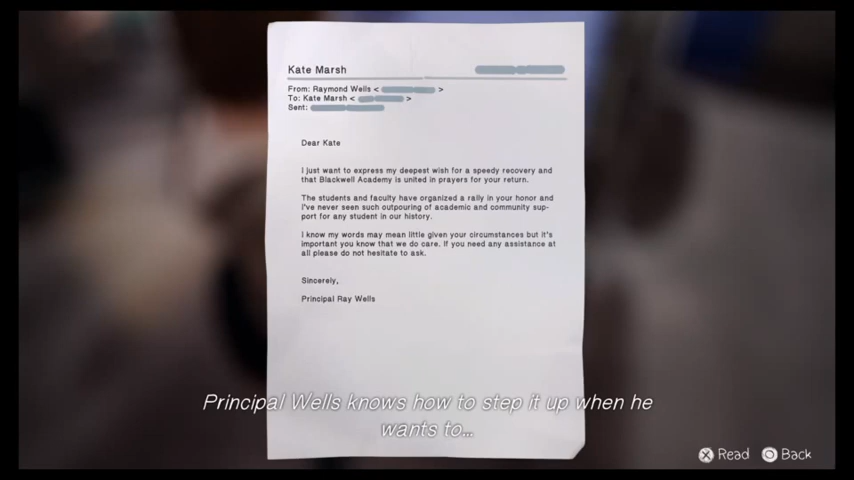 Kate Marsh
From: Raymond Wells < >
To: Kate Marsh < >
Sent:
Dear Kate
I just want to express my deepest wish for a speedy recovery and
that Blackwell Academy is united in prayers for your return.
The students and faculty have organized a rally in your honor and
I've never seen such outpouring of academic and community sup-
port for any student in our history.
I know my words may mean little given your circumstances but it's
important you know that we do care. If you need any assistance at
all please do not hesitate to ask.
Sincerely,
Principal Ray Wells
Principal Wells knows how to step it up when he
wants to...
Read Back